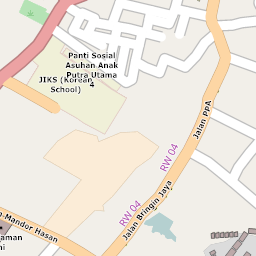 Panti Sosial
Asuhan Anak
Putra Utama
4
JIKS (Korean
School)
Jalan PPA
RW 04
RW 04
Jalan Bringin Jaya
Mandor Hasan